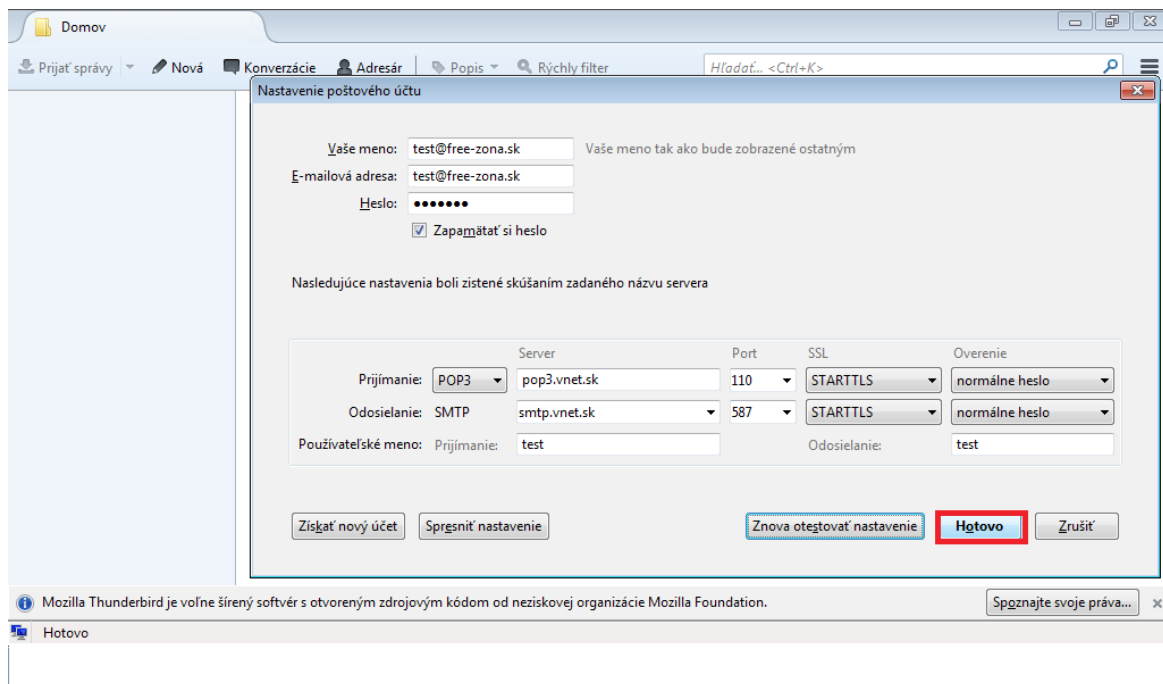 Domov
Prijať správy Nová Konverzácie Adresár Popis Rýchly filter Hľadať... <Ctrl+K>
Nastavenie poštového účtu
Vaše meno: test@free-zona.sk Vaše meno tak ako bude zobrazené ostatným
E-mailová adresa: test@free-zona.sk
Heslo: •••••••
Zapamätať si heslo
Nasledujúce nastavenia boli zistené skúšaním zadaného názvu servera
Server Port SSL Overenie
Prijímanie: POP3 pop3.vnet.sk 110 STARTTLS normálne heslo
Odosielanie: SMTP smtp.vnet.sk 587 STARTTLS normálne heslo
Používateľské meno: Prijímanie: test Odosielanie: test
Získať nový účet Spresniť nastavenie Znova otestovať nastavenie Hotovo Zrušiť
Mozilla Thunderbird je voľne šírený softvér s otvoreným zdrojovým kódom od neziskovej organizácie Mozilla Foundation. Spoznajte svoje práva...
Hotovo